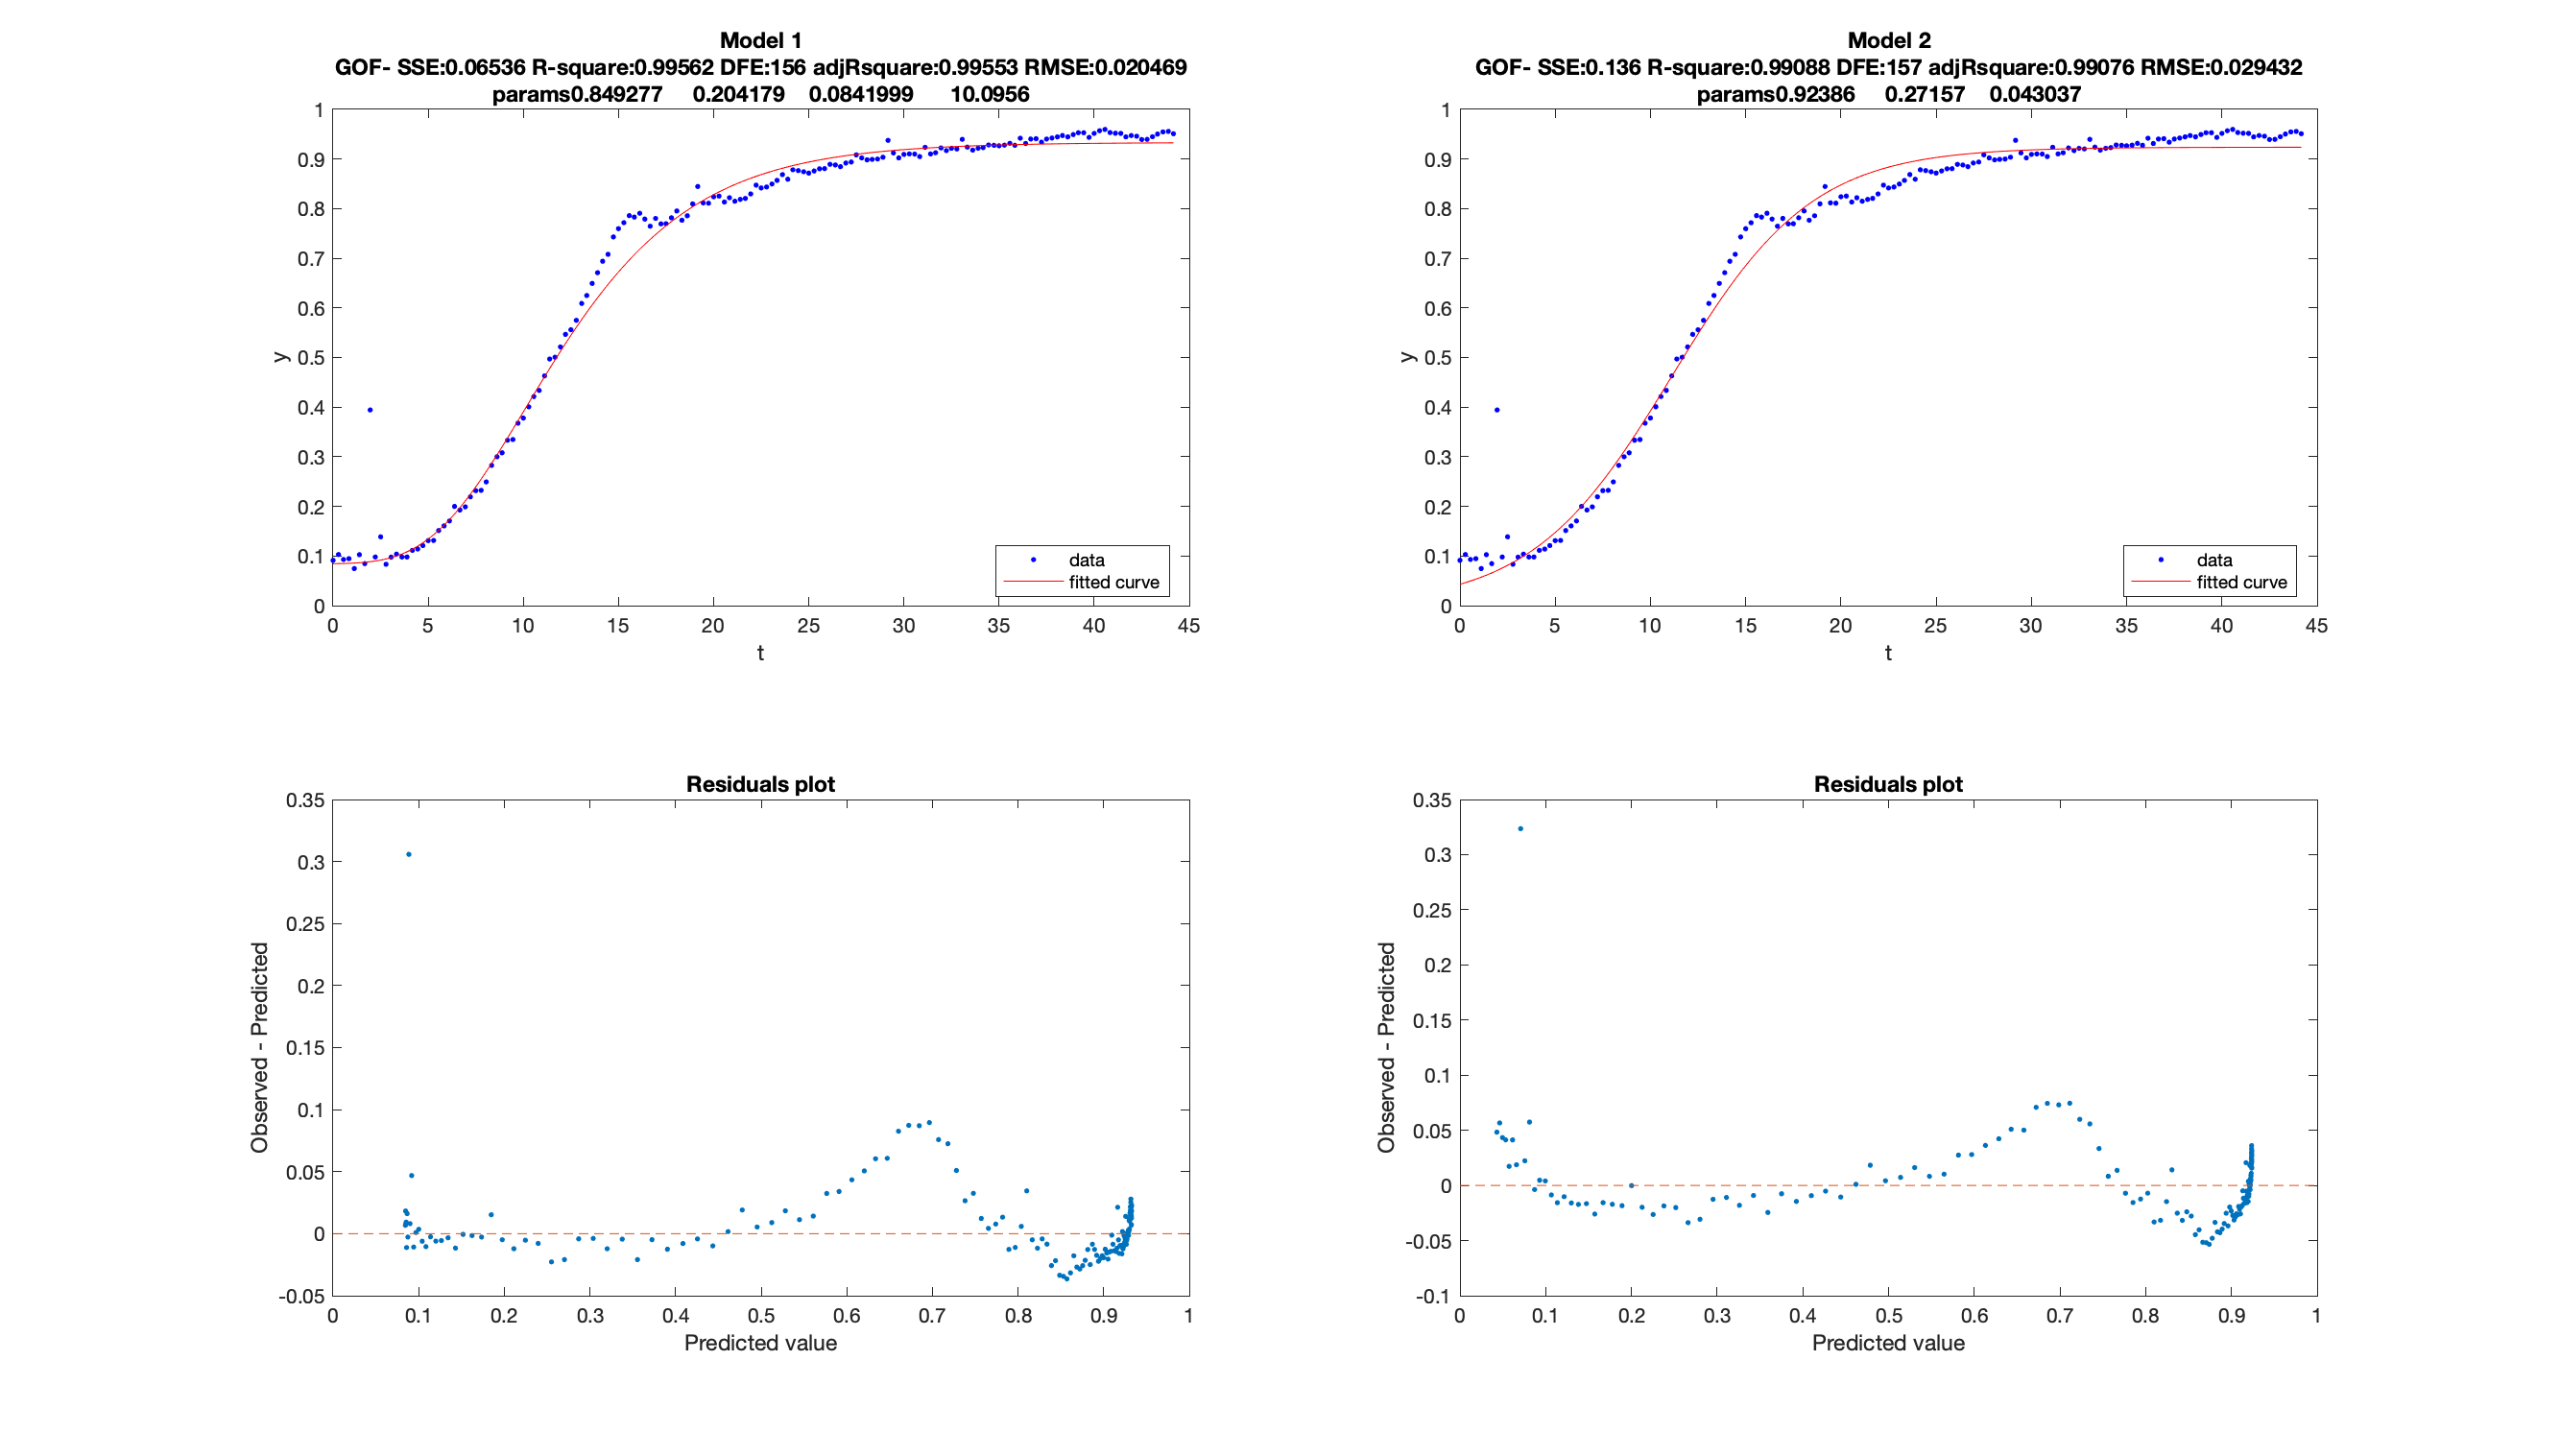 Model 1
GOF- SSE:0.06536 R-square:0.99562 DFE:156 adjRsquare:0.99553 RMSE:0.020469
params0.849277 0.204179 0.0841999 10.0956
1
0.9
0.8
0.7
0.6
0.5
0.4
0.3
0.2
0.1
0
y
data
fitted curve
0 5 10 15 20 25 30 35 40 45
t
Model 2
GOF- SSE:0.136 R-square:0.99088 DFE:157 adjRsquare:0.99076 RMSE:0.029432
params0.92386 0.27157 0.043037
1
0.9
0.8
0.7
0.6
0.5
0.4
0.3
0.2
0.1
0
y
data
fitted curve
0 5 10 15 20 25 30 35 40 45
t
Residuals plot
0.35
0.3
0.25
0.2
0.15
0.1
0.05
0
-0.05
Observed - Predicted
0 0.1 0.2 0.3 0.4 0.5 0.6 0.7 0.8 0.9 1
Predicted value
Residuals plot
0.35
0.3
0.25
0.2
0.15
0.1
0.05
0
-0.05
-0.1
Observed - Predicted
0 0.1 0.2 0.3 0.4 0.5 0.6 0.7 0.8 0.9 1
Predicted value